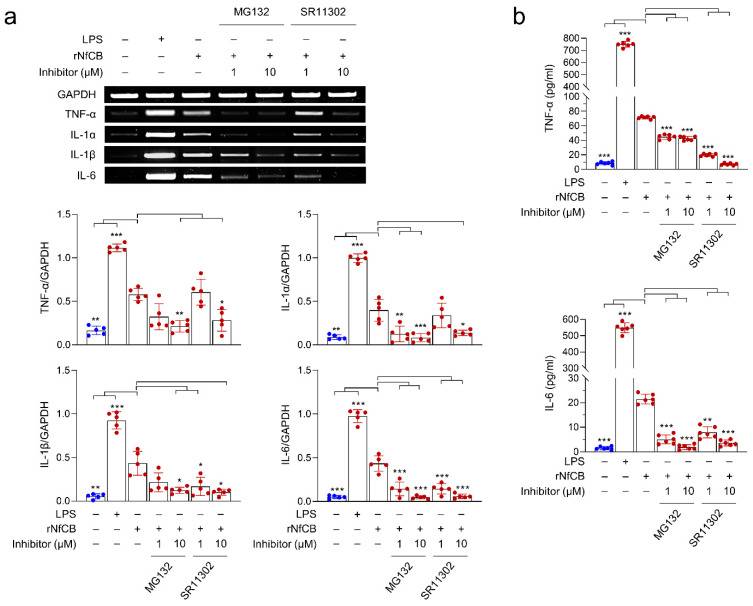 a
MG132 SR11302
LPS – + – – – – –
rNfCB – – + + + + +
Inhibitor (μM) – – – 1 10 1 10
GAPDH
TNF-α
IL-1α
IL-1β
IL-6
TNF-α/GAPDH
1.5
1.0
0.5
0.0
** *** ** *
IL-1α/GAPDH
1.5
1.0
0.5
0.0
** *** ** *** *
IL-1β/GAPDH
1.5
1.0
0.5
0.0
** *** * * *
IL-6/GAPDH
1.5
1.0
0.5
0.0
*** *** *** *** *** ***
LPS – + – – – – –
rNfCB – – + + + + +
Inhibitor (μM) – – – 1 10 1 10
MG132 SR11302
LPS – + – – – – –
rNfCB – – + + + + +
Inhibitor (μM) – – – 1 10 1 10
MG132 SR11302
b
TNF-α (pg/ml)
800
700
600
500
400
300
100
80
60
40
20
0
*** *** *** *** *** ***
LPS – + – – – – –
rNfCB – – + + + + +
Inhibitor (μM) – – – 1 10 1 10
MG132 SR11302
IL-6 (pg/ml)
600
500
400
300
30
20
10
0
*** *** *** *** ** ***
LPS – + – – – – –
rNfCB – – + + + + +
Inhibitor (μM) – – – 1 10 1 10
MG132 SR11302